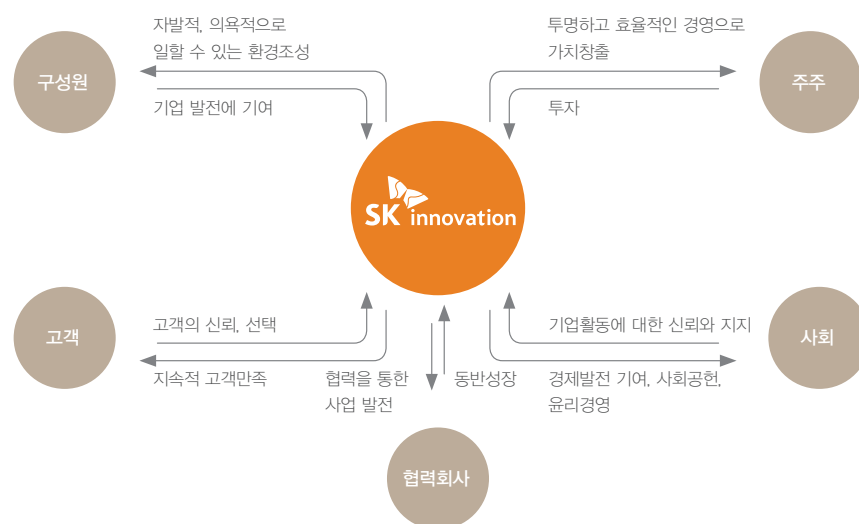 자발적, 의욕적으로
일할 수 있는 환경조성
구성원
기업 발전에 기여
투명하고 효율적인 경영으로
가치창출
주주
투자
SK innovation
고객의 신뢰, 선택
고객
지속적 고객만족
협력을 통한
사업 발전
동반성장
기업활동에 대한 신뢰와 지지
사회
경제발전 기여, 사회공헌,
윤리경영
협력회사